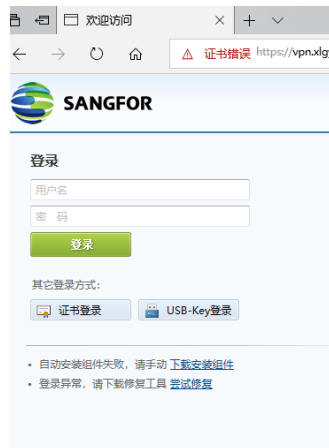 欢迎访问
证书错误 https://vpn.xlg
SANGFOR
登录
用户名
密 码
登录
其它登录方式:
证书登录 USB-Key登录
自动安装组件失败，请手动 下载安装组件
登录异常，请下载修复工具 尝试修复